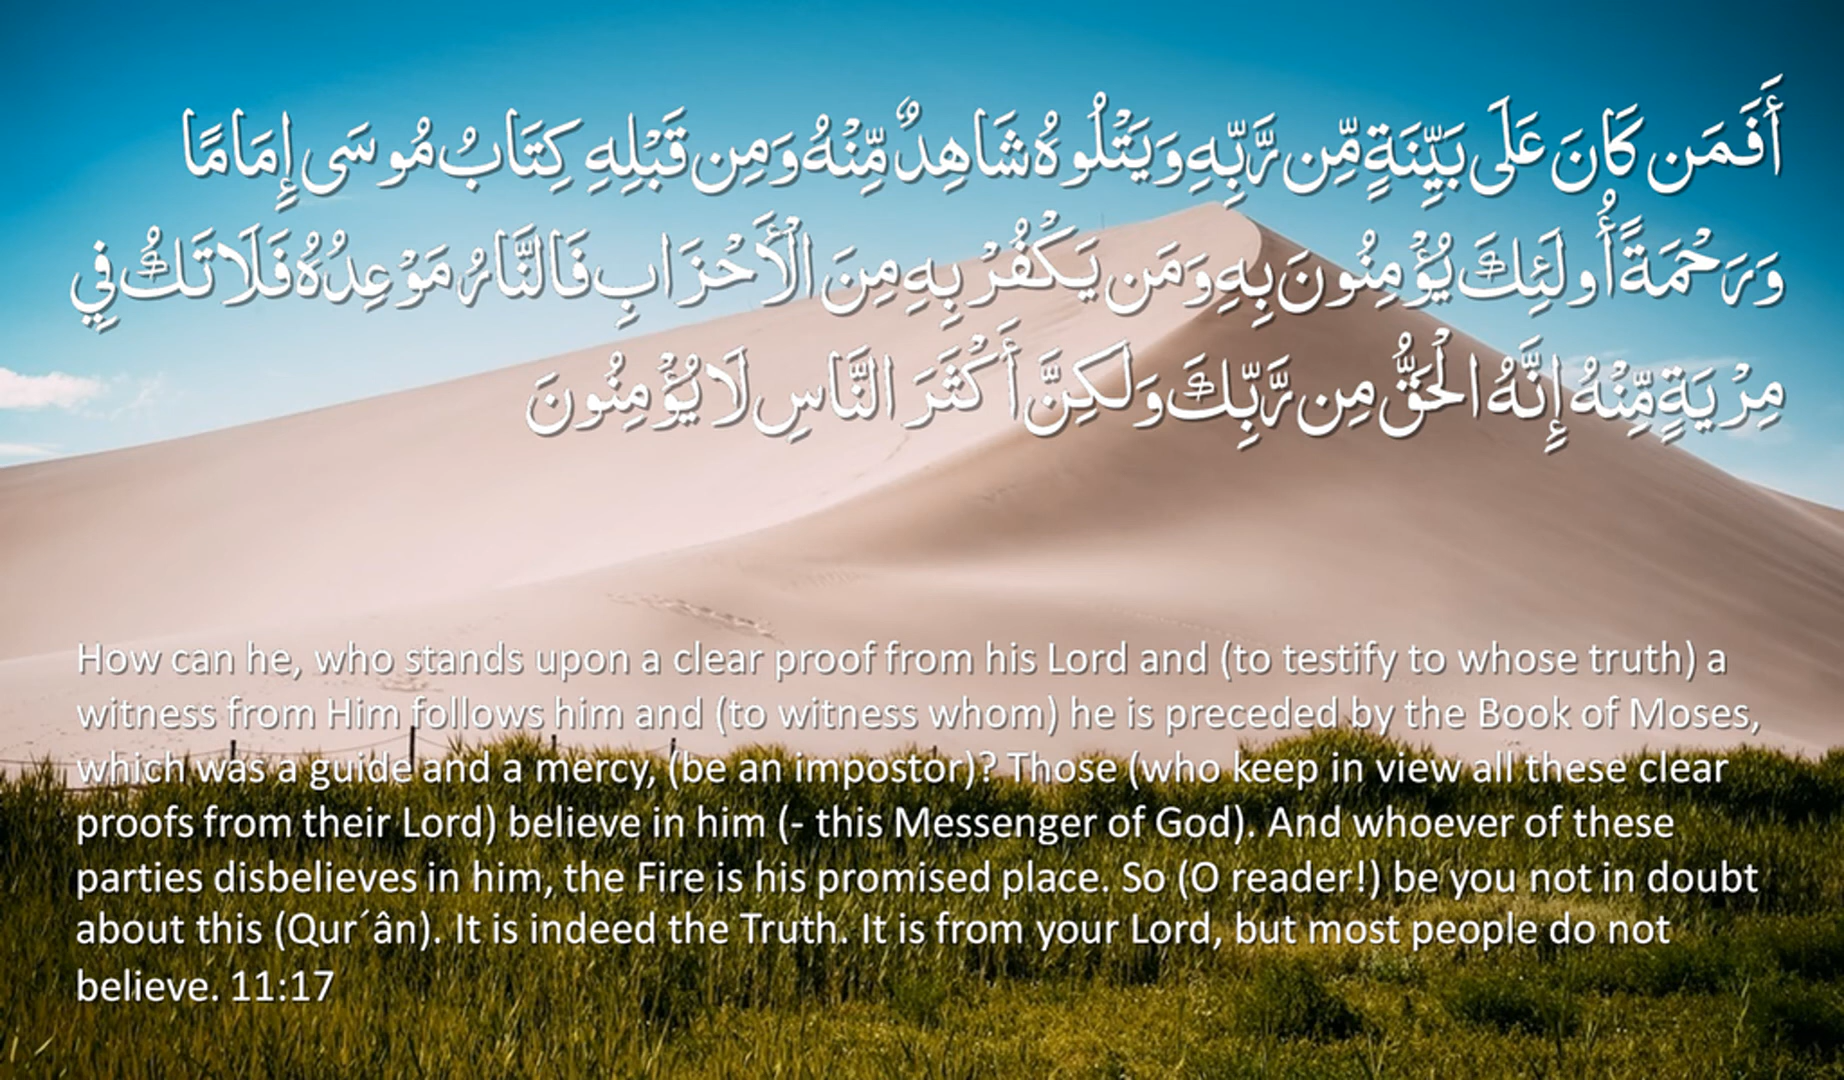 أَفَمَن كَانَ عَلَى بَيِّنَةٍ مِّن رَّبِّهِ وَيَتْلُوهُ شَاهِدٌ مِّنْهُ وَمِن قَبْلِهِ كِتَابُ مُوسَى إِمَامًا
وَرَحْمَةً أُولَئِكَ يُؤْمِنُونَ بِهِ وَمَن يَكْفُرْ بِهِ مِنَ الْأَحْزَابِ فَالنَّارُ مَوْعِدُهُ فَلَا تَكُ فِي
مِرْيَةٍ مِّنْهُ إِنَّهُ الْحَقُّ مِن رَّبِّكَ وَلَكِنَّ أَكْثَرَ النَّاسِ لَا يُؤْمِنُونَ
How can he, who stands upon a clear proof from his Lord and (to testify to whose truth) a
witness from Him follows him and (to witness whom) he is preceded by the Book of Moses,
which was a guide and a mercy, (be an impostor)? Those (who keep in view all these clear
proofs from their Lord) believe in him (- this Messenger of God). And whoever of these
parties disbelieves in him, the Fire is his promised place. So (O reader!) be you not in doubt
about this (Qur´ân). It is indeed the Truth. It is from your Lord, but most people do not
believe. 11:17